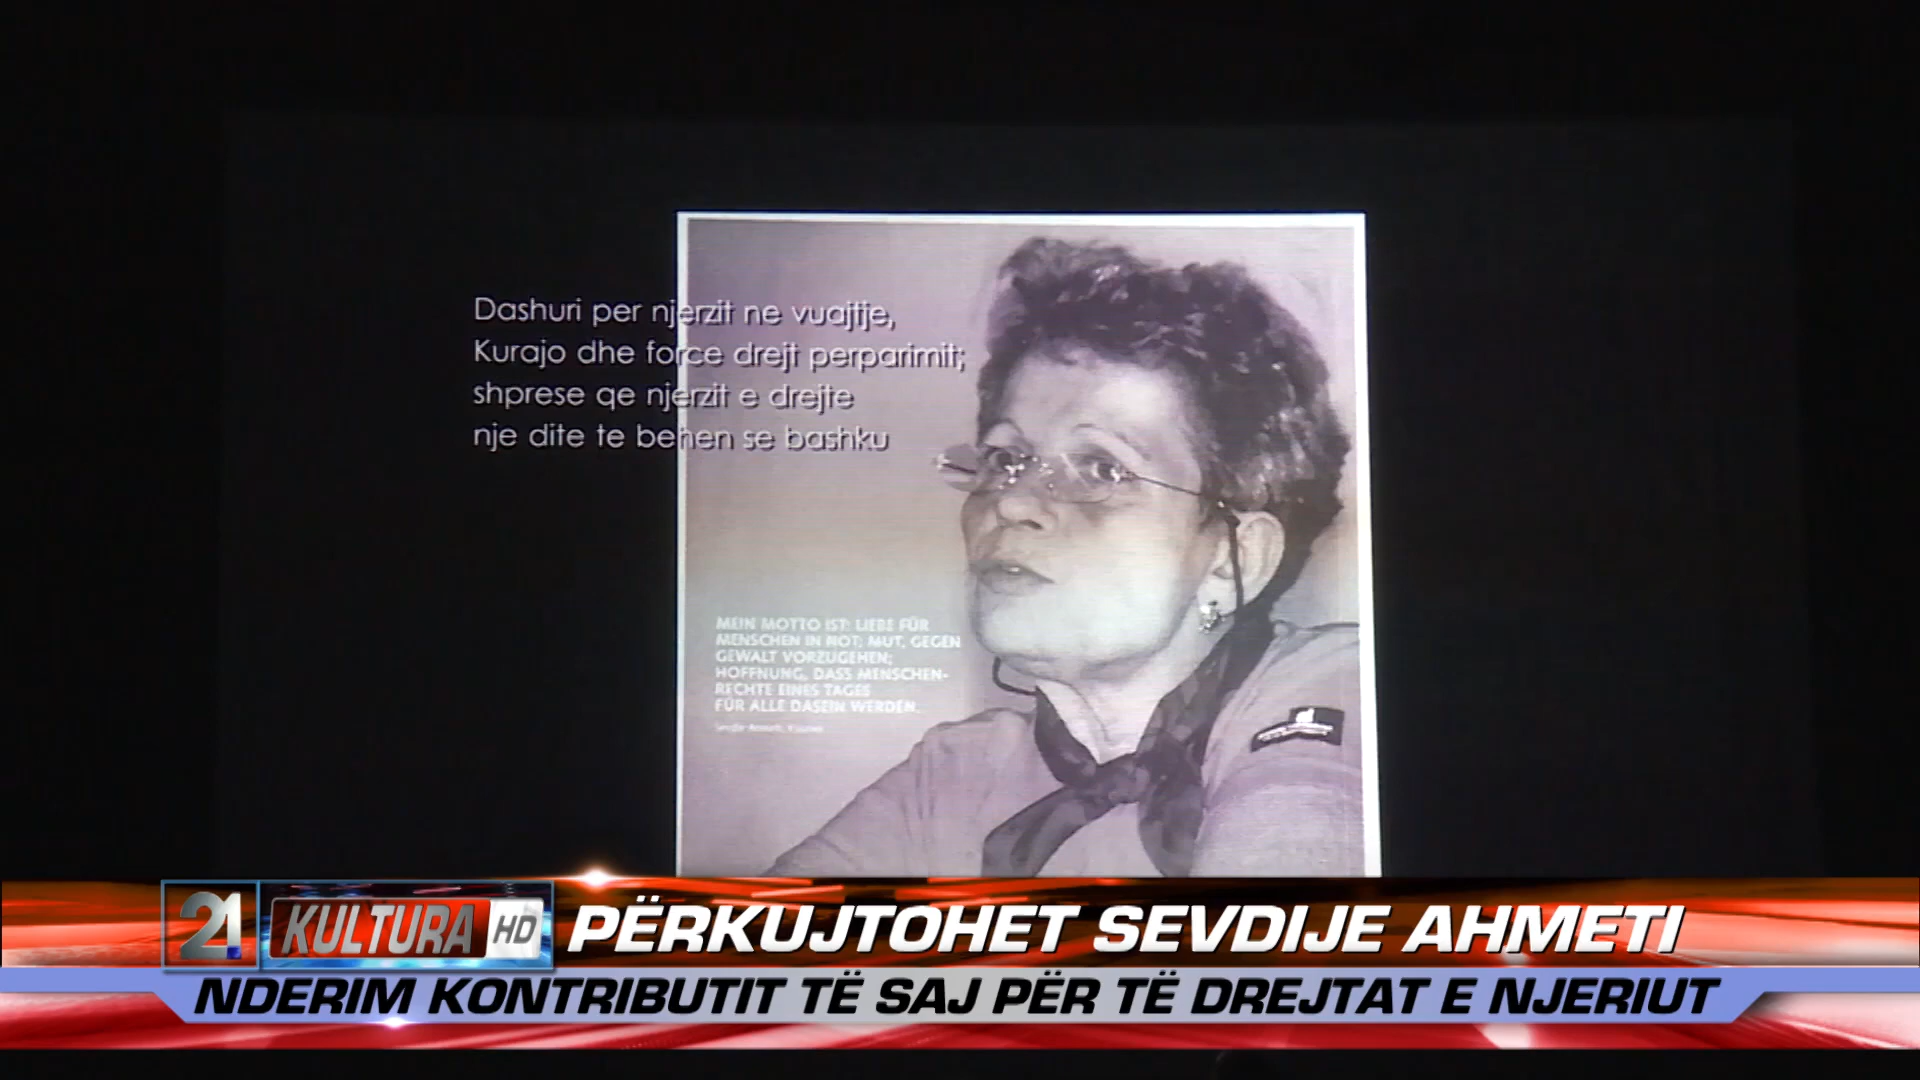 Dashuri per njerzit ne vuajtje,
Kurajo dhe force drejt perparimit;
shprese qe njerzit e drejte
nje dite te behen se bashku
MEIN MOTTO IST: LIEBE FÜR
MENSCHEN IN NOT; MUT, GEGEN
GEWALT VORZUGEHEN;
HOFFNUNG, DASS MENSCHEN-
RECHTE EINES TAGES
FÜR ALLE DASEIN WERDEN.
21 KULTURA HD PËRKUJTOHET SEVDIJE AHMETI
NDERIM KONTRIBUTIT TË SAJ PËR TË DREJTAT E NJERIUT